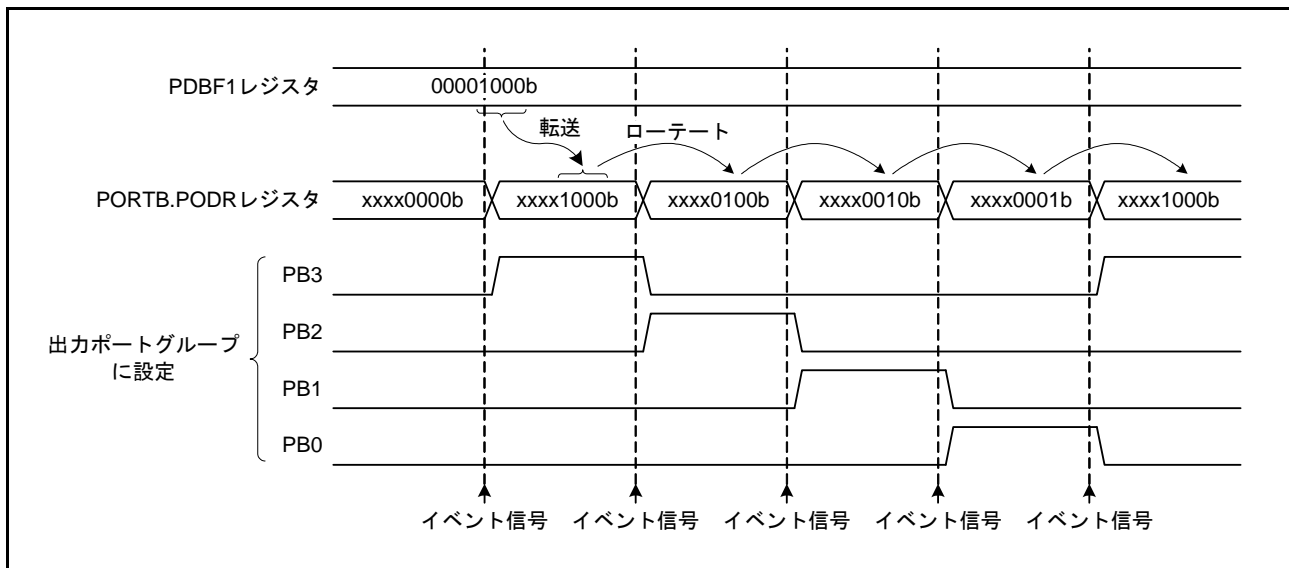 PDBF1レジスタ
00001000b
転送
ローテート
PORTB.PODRレジスタ
xxxx0000b
xxxx1000b
xxxx0100b
xxxx0010b
xxxx0001b
xxxx1000b
出力ポートグループ
に設定
PB3
PB2
PB1
PB0
イベント信号
イベント信号
イベント信号
イベント信号
イベント信号